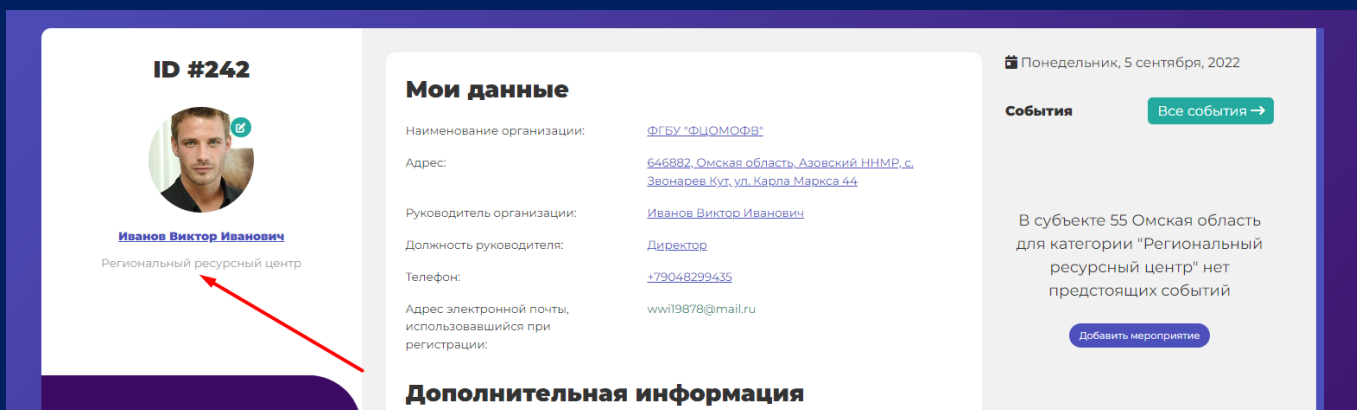 ID #242
Иванов Виктор Иванович
Региональный ресурсный центр
Мои данные
Наименование организации:
ФГБУ "ФЦОМОФВ"
Адрес:
646882, Омская область, Азовский ННМР, с.
Звонарев Кут, ул. Карла Маркса 44
Руководитель организации:
Иванов Виктор Иванович
Должность руководителя:
Директор
Телефон:
+79048299435
Адрес электронной почты,
использовавшийся при
регистрации:
wwi19878@mail.ru
Дополнительная информация
Понедельник, 5 сентября, 2022
События
Все события →
В субъекте 55 Омская область
для категории "Региональный
ресурсный центр" нет
предстоящих событий
Добавить мероприятие